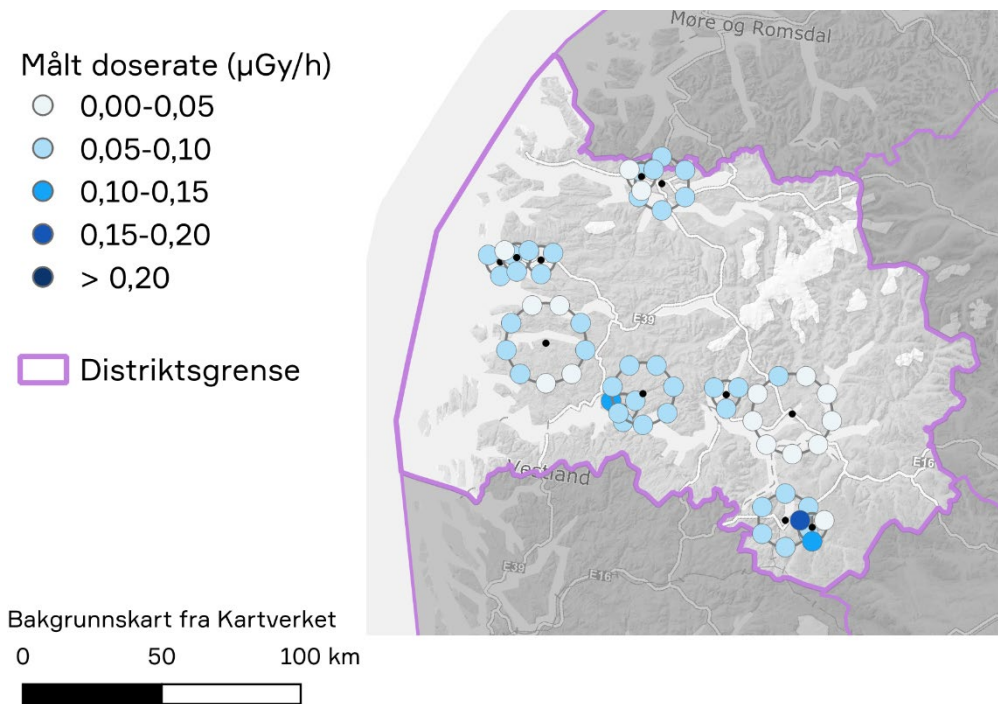 Målt doserate (µGy/h)
0,00-0,05
0,05-0,10
0,10-0,15
0,15-0,20
> 0,20
Distriktsgrense
Bakgrunnskart fra Kartverket
0 50 100 km
Møre og Romsdal
E39
Vestland
E16
E39
E16